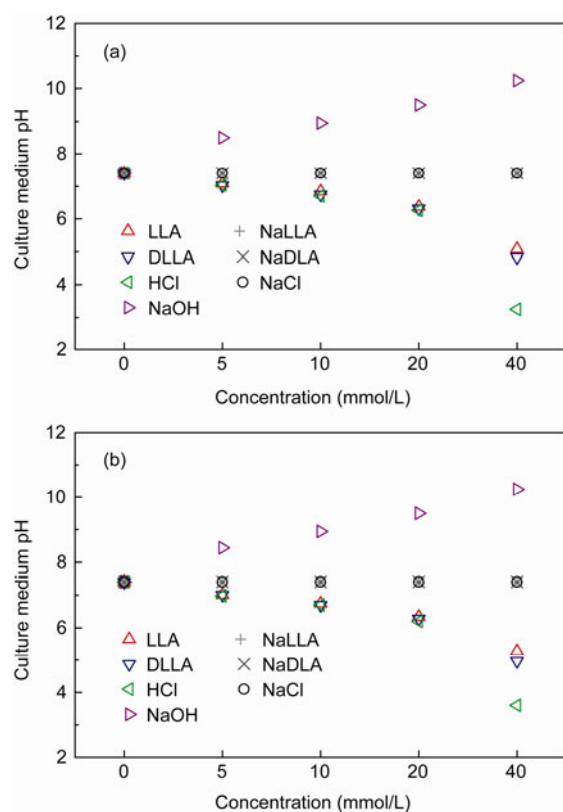 (a)
Culture medium pH
12
10
8
6
4
2
LLA NaLLA
DLLA NaDLA
HCl NaCl
NaOH
0 5 10 20 40
Concentration (mmol/L)
(b)
Culture medium pH
12
10
8
6
4
2
LLA NaLLA
DLLA NaDLA
HCl NaCl
NaOH
0 5 10 20 40
Concentration (mmol/L)